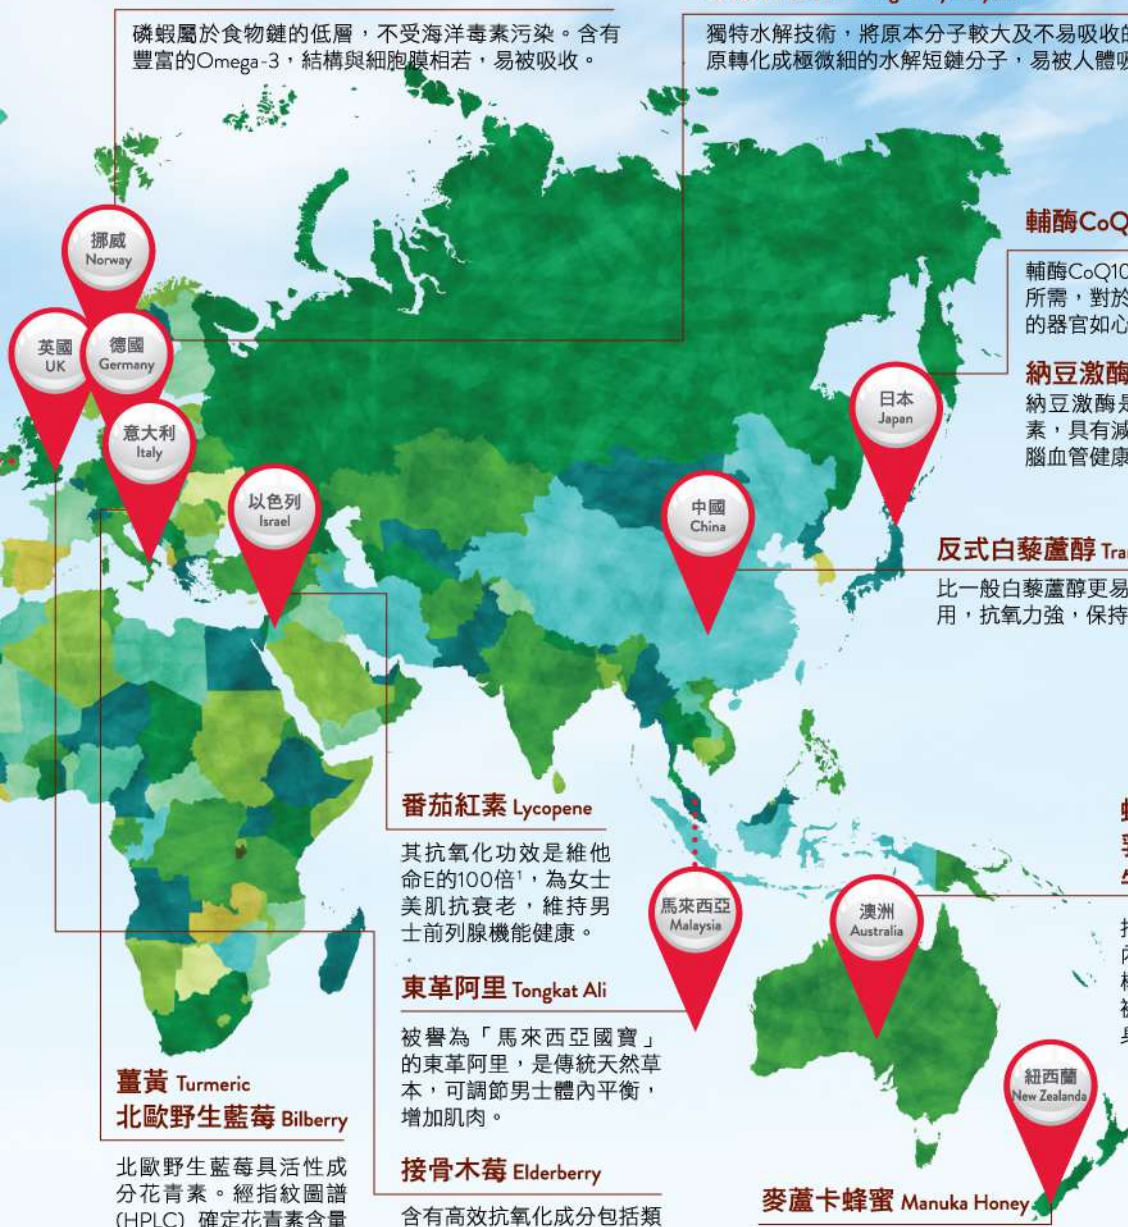 磷蝦屬於食物鏈的低層，不受海洋毒素污染。含有
豐富的Omega-3，結構與細胞膜相若，易被吸收。
獨特水解技術，將原本分子較大及不易吸收的
原轉化成極微細的水解短鏈分子，易被人體吸
挪威
Norway
英國
UK
德國
Germany
意大利
Italy
以色列
Israel
中國
China
日本
Japan
輔酶CoQ
輔酶CoQ10
所需，對於
的器官如心
納豆激酶
納豆激酶是
素，具有減
腦血管健康
反式白藜蘆醇 Tra
比一般白藜蘆醇更易
用，抗氧力強，保持
番茄紅素 Lycopene
其抗氧化功效是維他
命E的100倍¹，為女士
美肌抗衰老，維持男
士前列腺機能健康。
馬來西亞
Malaysia
澳洲
Australia
東革阿里 Tongkat Ali
被譽為「馬來西亞國寶」
的東革阿里，是傳統天然草
本，可調節男士體內平衡，
增加肌肉。
紐西蘭
New Zealanda
薑黃 Turmeric
北歐野生藍莓 Bilberry
北歐野生藍莓具活性成
分花青素。經指紋圖譜
(HPLC) 確定花青素含量
接骨木莓 Elderberry
含有高效抗氧化成分包括類
麥蘆卡蜂蜜 Manuka Honey